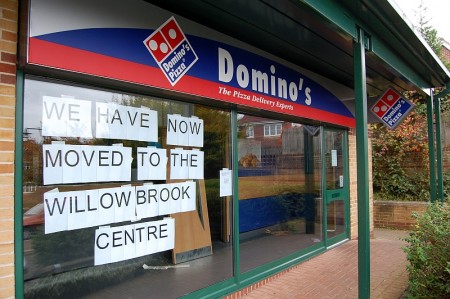 Domino's
Pizza
Domino's
The Pizza Delivery Experts
Domino's
Pizza
WE HAVE NOW
MOVED TO THE
WILLOW BROOK
CENTRE